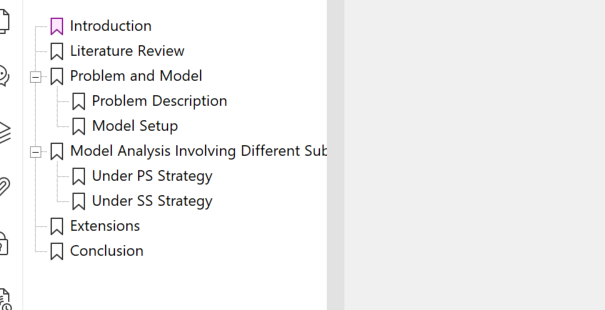 Introduction
Literature Review
Problem and Model
Problem Description
Model Setup
Model Analysis Involving Different Sub
Under PS Strategy
Under SS Strategy
Extensions
Conclusion